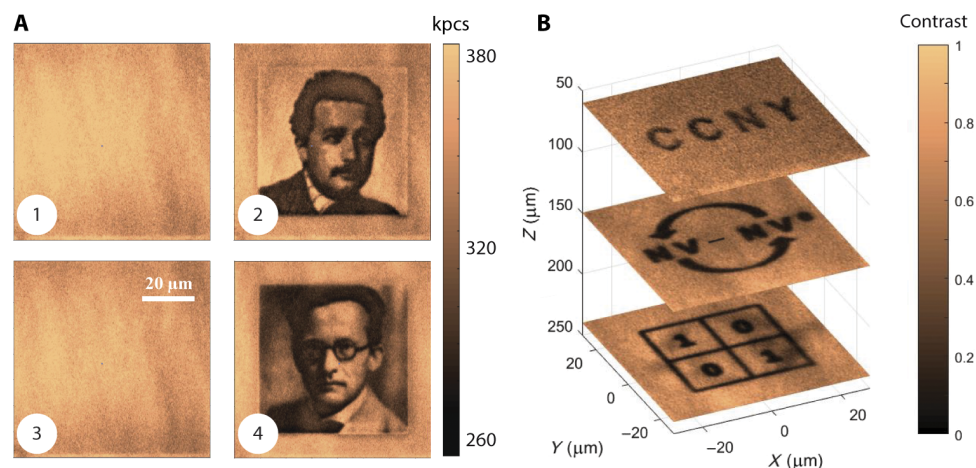 A
kpcs
380
320
260
1
2
3
20 μm
4
B
Contrast
1
0.8
0.6
0.4
0.2
0
50
100
150
200
250
Z (μm)
CCNY
NV – NV•
1 0
0 1
20
0
−20
Y (μm)
−20
0
20
X (μm)